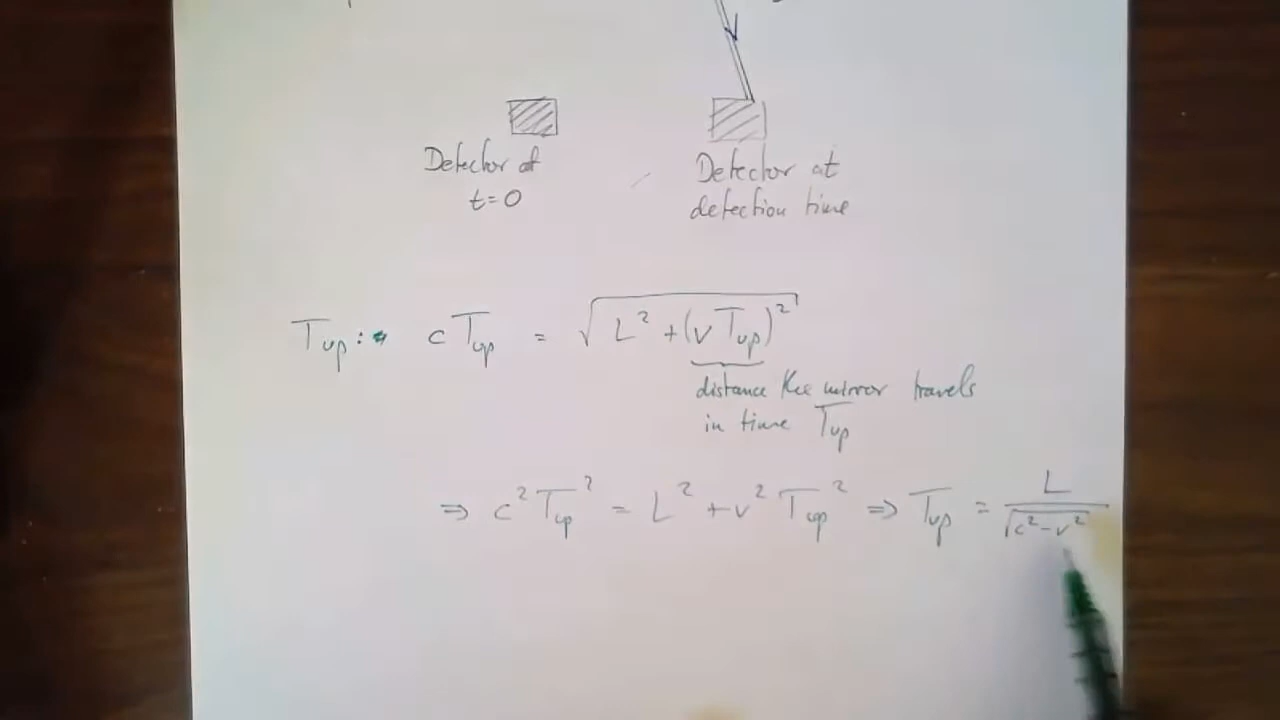 Detector at
t=0
Detector at
detection time
T_up: c T_up = √(L² + (v T_up)²)
distance the mirror travels
in time T_up
⇒ c² T_up² = L² + v² T_up² ⇒ T_up = L/√(c²-v²)